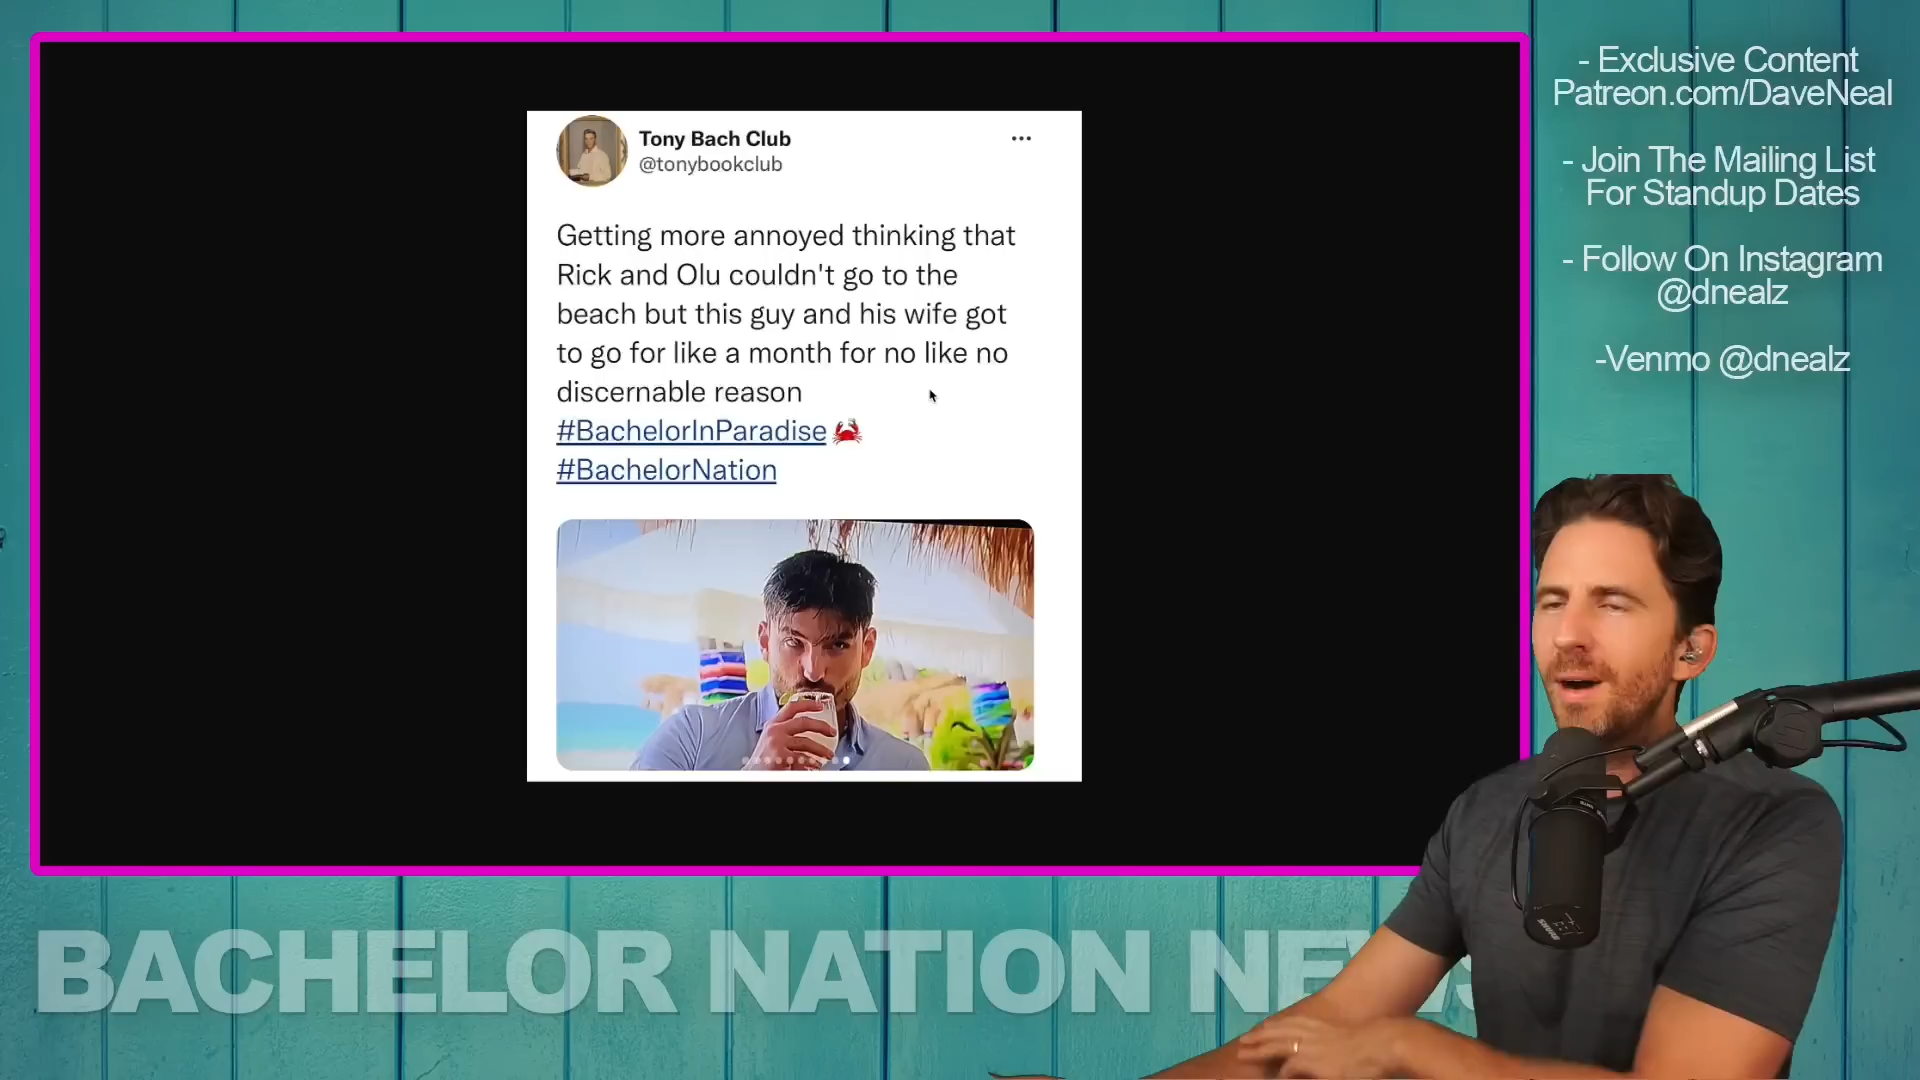 Tony Bach Club
@tonybookclub
Getting more annoyed thinking that
Rick and Olu couldn't go to the
beach but this guy and his wife got
to go for like a month for no like no
discernable reason
#BachelorInParadise
#BachelorNation
- Exclusive Content
Patreon.com/DaveNeal
- Join The Mailing List
For Standup Dates
- Follow On Instagram
@dnealz
-Venmo @dnealz
BACHELOR NATION NEWS
SHURE